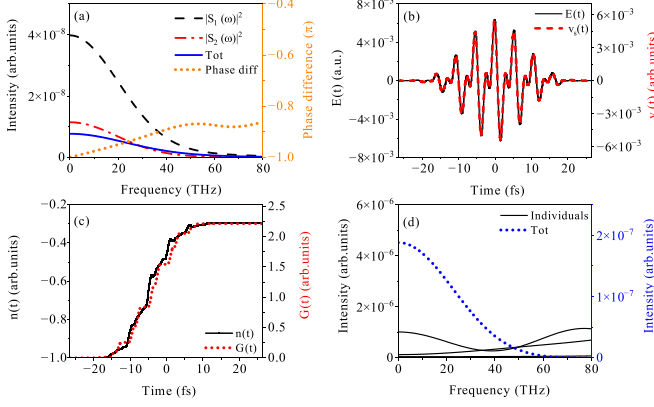 (a)
|S₁ (ω)|²
|S₂ (ω)|²
Tot
Phase diff
Intensity (arb.units)
4×10⁻⁸
2×10⁻⁸
0
−0.4
−0.6
−0.8
−1.0
Phase difference (π)
0 20 40 60 80
Frequency (THz)
(b)
E(t)
vₛ(t)
E(t) (a.u.)
8×10⁻³
4×10⁻³
0
−4×10⁻³
−8×10⁻³
6×10⁻³
3×10⁻³
0
−3×10⁻³
−6×10⁻³
vₛ(t) (arb. units)
−20 −10 0 10 20
Time (fs)
(c)
n(t)
G(t)
n(t) (arb.units)
−0.2
−0.4
−0.6
−0.8
−1.0
2.5
2.0
1.5
1.0
0.5
0.0
G(t) (arb.units)
−20 −10 0 10 20
Time (fs)
(d)
Individuals
Tot
Intensity (arb.units)
6×10⁻⁶
4×10⁻⁶
2×10⁻⁶
0
2×10⁻⁷
1×10⁻⁷
0
Intensity (arb.units)
0 20 40 60 80
Frequency (THz)